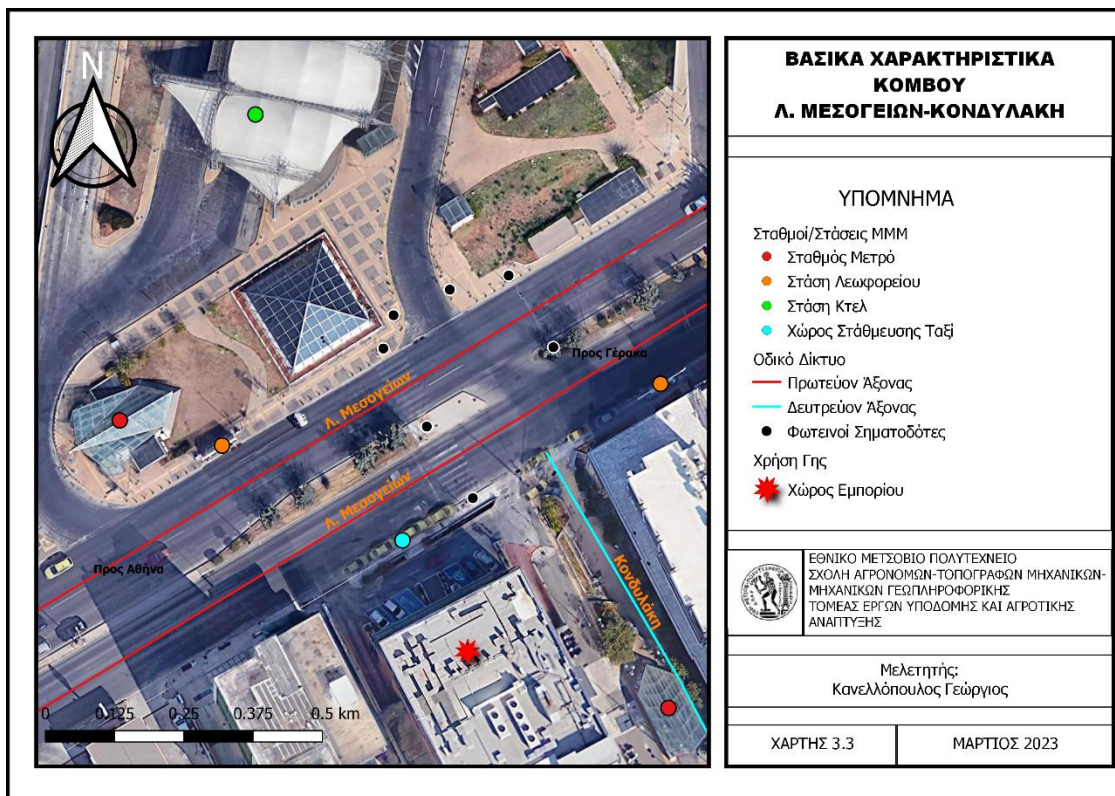 N
Λ. Μεσογείων
Προς Γέρακα
Λ. Μεσογείων
Προς Αθήνα
Κονδυλάκη
0 0.125 0.25 0.375 0.5 km
ΒΑΣΙΚΑ ΧΑΡΑΚΤΗΡΙΣΤΙΚΑ
ΚΟΜΒΟΥ
Λ. ΜΕΣΟΓΕΙΩΝ-ΚΟΝΔΥΛΑΚΗ
ΥΠΟΜΝΗΜΑ
Σταθμοί/Στάσεις ΜΜΜ
Σταθμός Μετρό
Στάση Λεωφορείου
Στάση Κτελ
Χώρος Στάθμευσης Ταξί
Οδικό Δίκτυο
Πρωτεύον Άξονας
Δευτρεύον Άξονας
Φωτεινοί Σηματοδότες
Χρήση Γης
Χώρος Εμπορίου
ΕΘΝΙΚΟ ΜΕΤΣΟΒΙΟ ΠΟΛΥΤΕΧΝΕΙΟ
ΣΧΟΛΗ ΑΓΡΟΝΟΜΩΝ-ΤΟΠΟΓΡΑΦΩΝ ΜΗΧΑΝΙΚΩΝ-
ΜΗΧΑΝΙΚΩΝ ΓΕΩΠΛΗΡΟΦΟΡΙΚΗΣ
ΤΟΜΕΑΣ ΕΡΓΩΝ ΥΠΟΔΟΜΗΣ ΚΑΙ ΑΓΡΟΤΙΚΗΣ
ΑΝΑΠΤΥΞΗΣ
Μελετητής:
Κανελλόπουλος Γεώργιος
ΧΑΡΤΗΣ 3.3
ΜΑΡΤΙΟΣ 2023